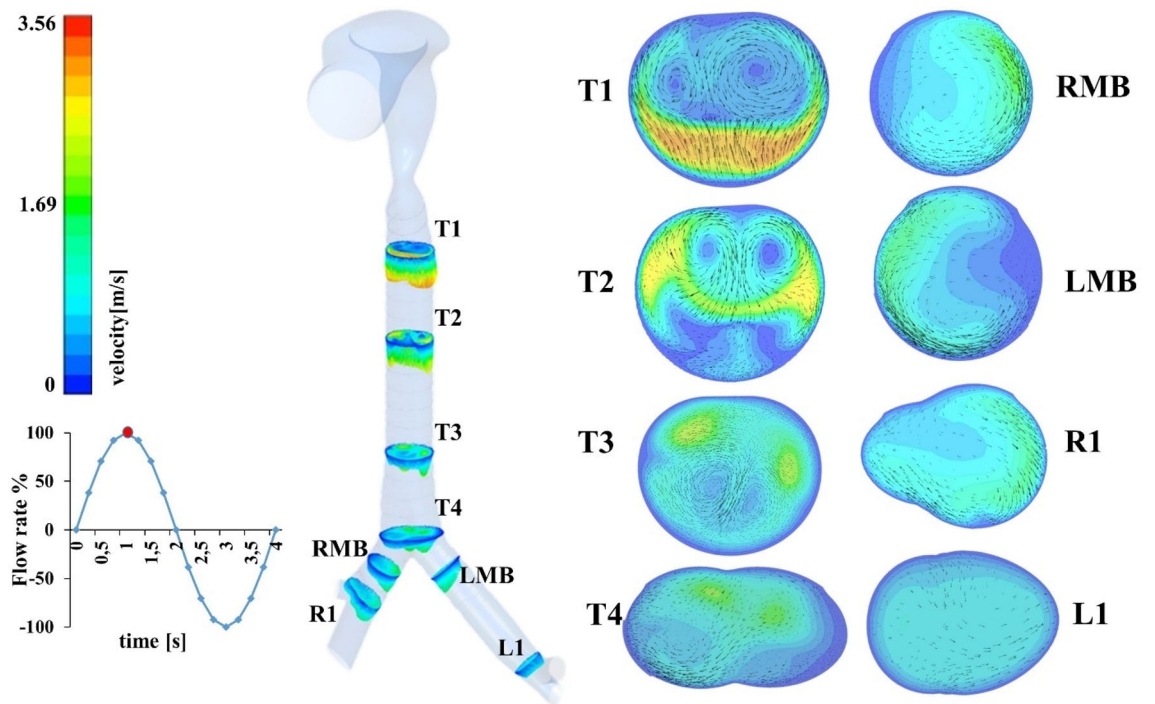 3.56
1.69
0
velocity[m/s]
T1
T2
T3
T4
RMB
LMB
R1
L1
100
50
0
-50
-100
Flow rate %
0
0,5
1
1,5
2
2,5
3
3,5
4
time [s]
T1
RMB
T2
LMB
T3
R1
T4
L1